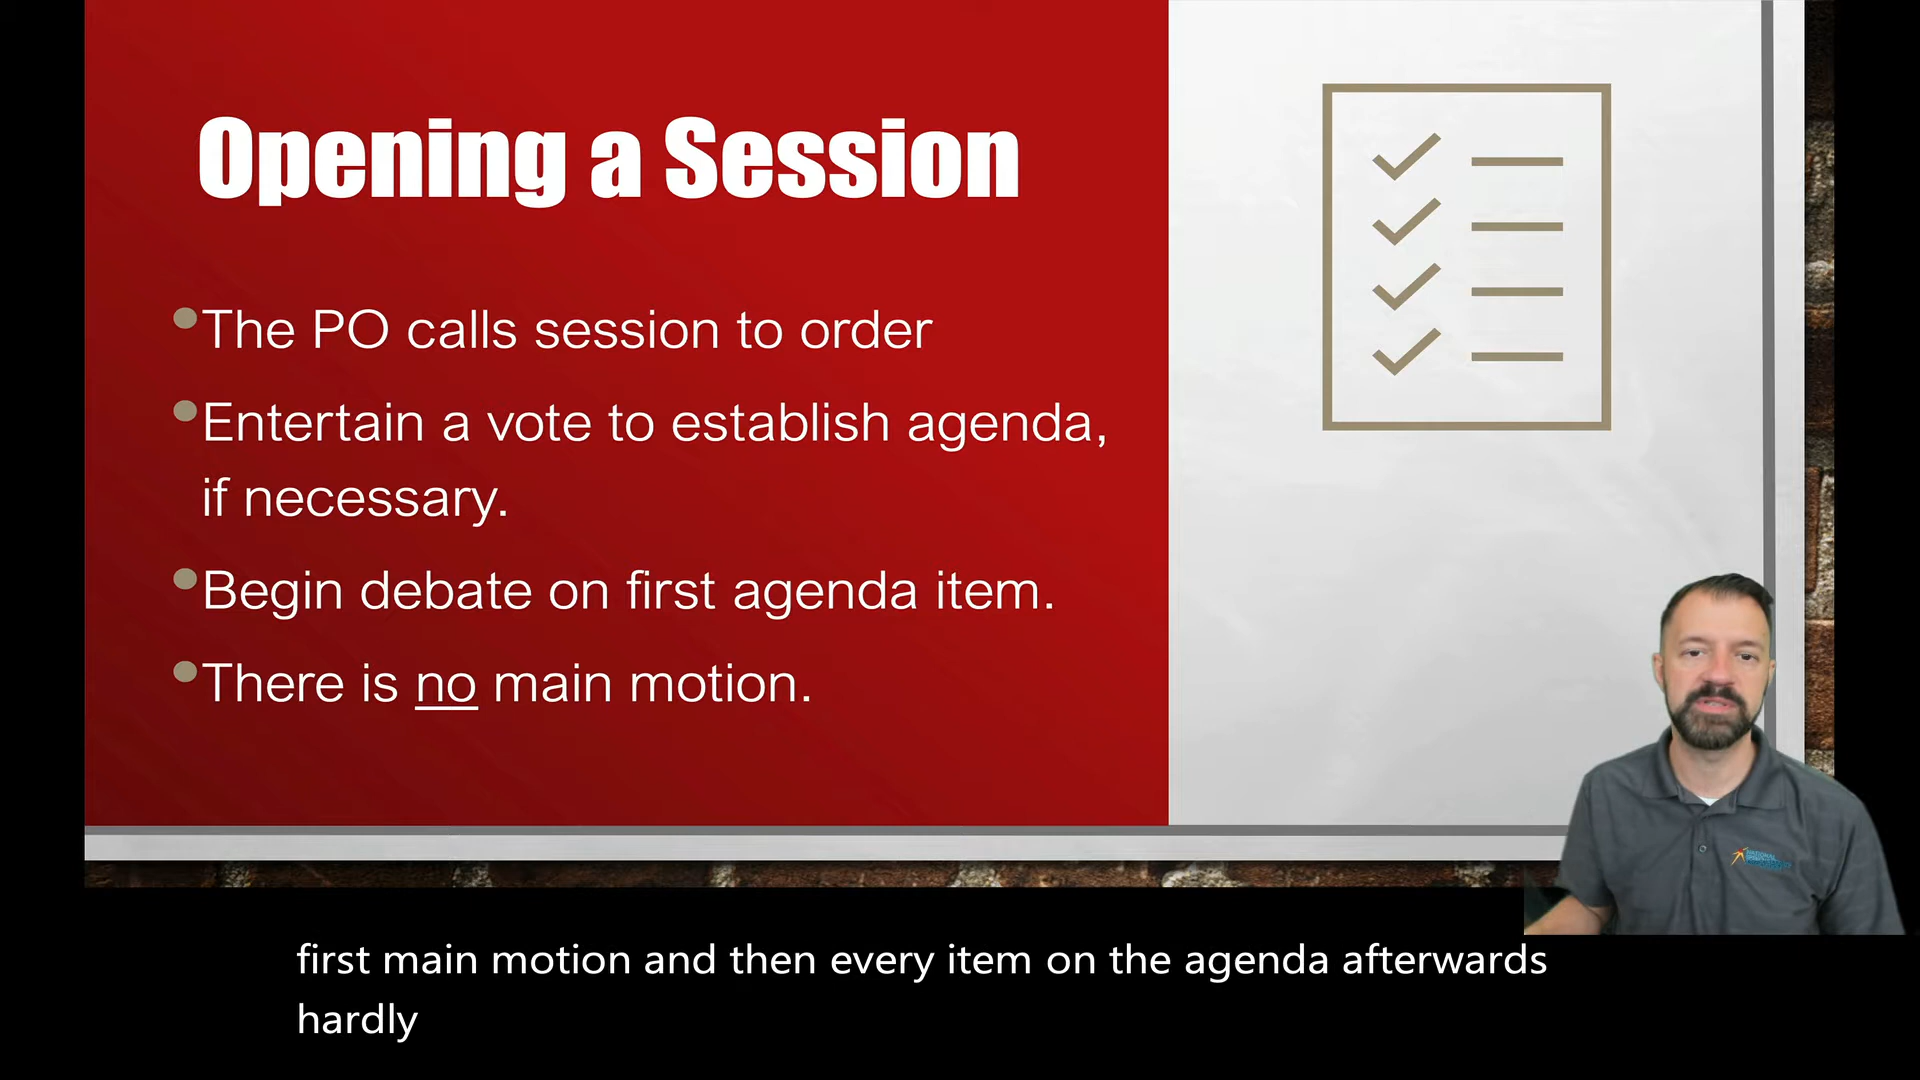 Opening a Session
The PO calls session to order
Entertain a vote to establish agenda,
if necessary.
Begin debate on first agenda item.
There is no main motion.
NATIONAL
first main motion and then every item on the agenda afterwards
hardly